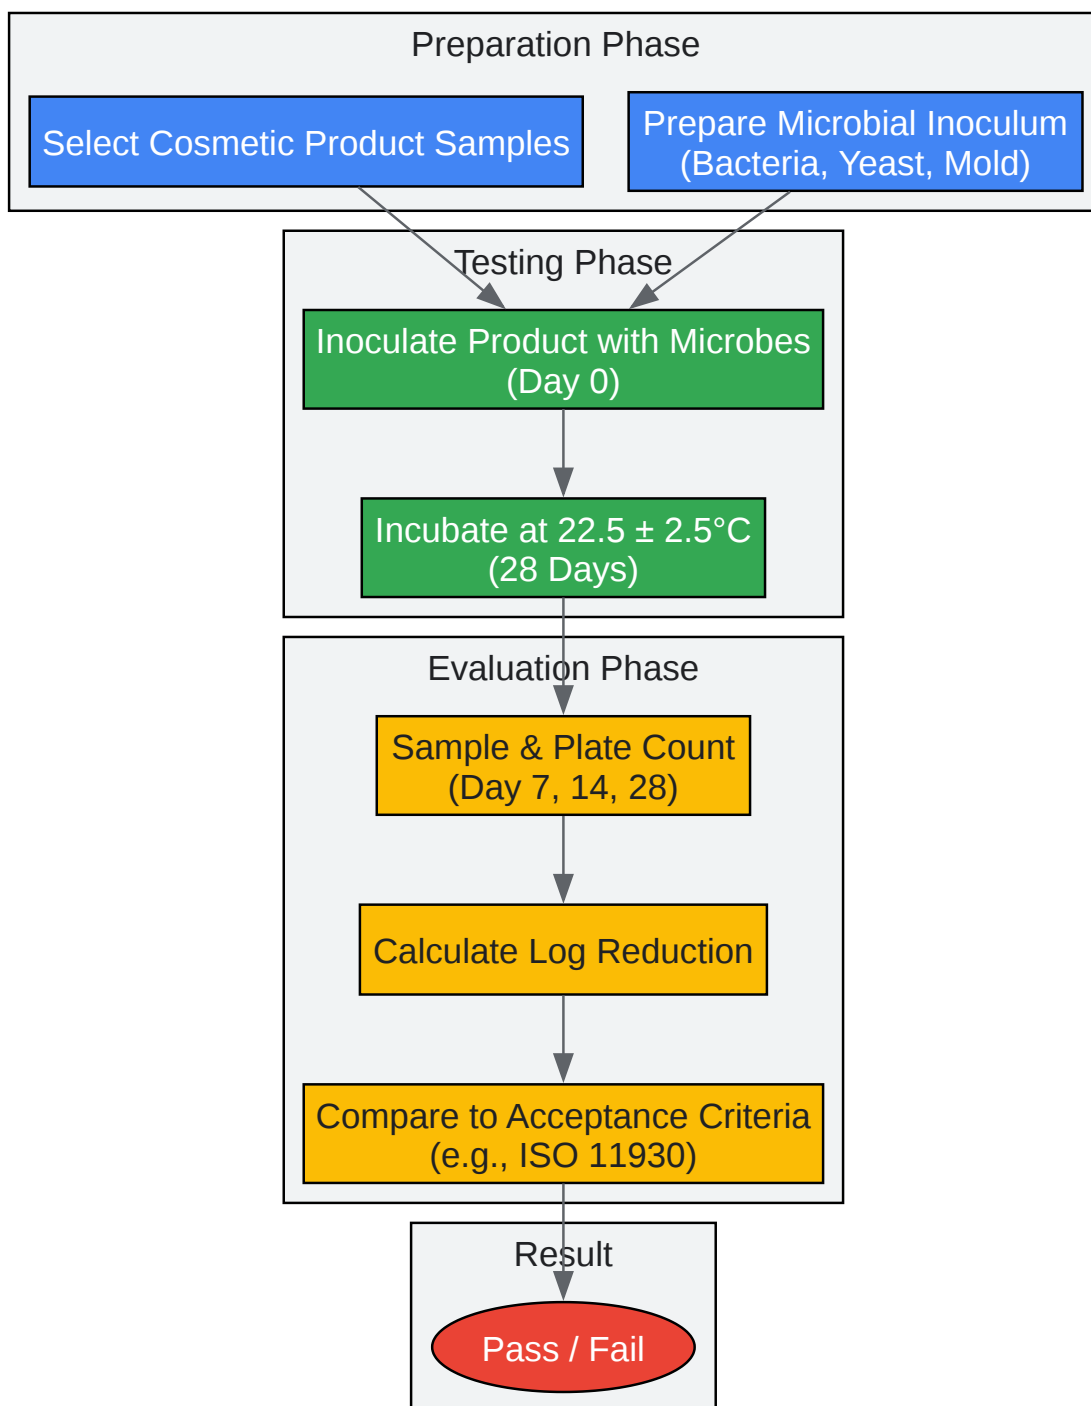 Preparation Phase
Select Cosmetic Product Samples
Prepare Microbial Inoculum
(Bacteria, Yeast, Mold)
Testing Phase
Inoculate Product with Microbes
(Day 0)
Incubate at 22.5 ± 2.5°C
(28 Days)
Evaluation Phase
Sample & Plate Count
(Day 7, 14, 28)
Calculate Log Reduction
Compare to Acceptance Criteria
(e.g., ISO 11930)
Result
Pass / Fail